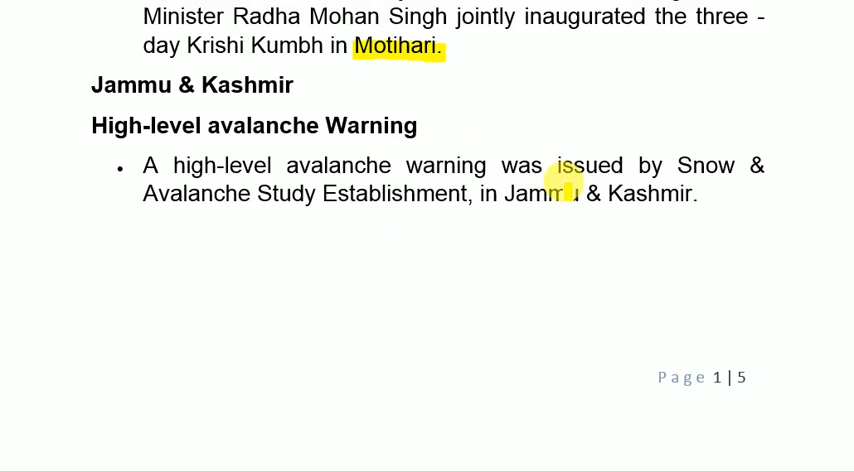 Minister Radha Mohan Singh jointly inaugurated the three -
day Krishi Kumbh in Motihari.
Jammu & Kashmir
High-level avalanche Warning
• A high-level avalanche warning was issued by Snow &
Avalanche Study Establishment, in Jammu & Kashmir.
Page 1|5